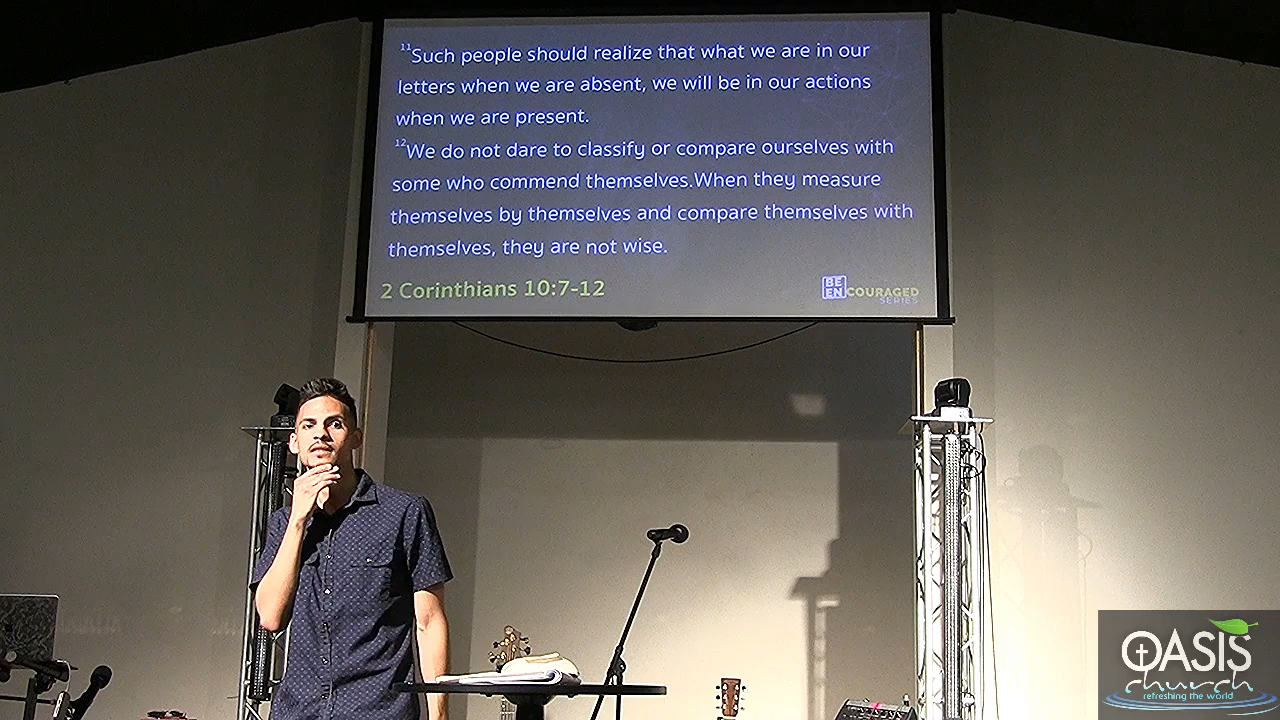 ¹¹Such people should realize that what we are in our
letters when we are absent, we will be in our actions
when we are present.
¹²We do not dare to classify or compare ourselves with
some who commend themselves.When they measure
themselves by themselves and compare themselves with
themselves, they are not wise.
2 Corinthians 10:7-12
BE
EN COURAGED
SERIES
OASIS
church
refreshing the world